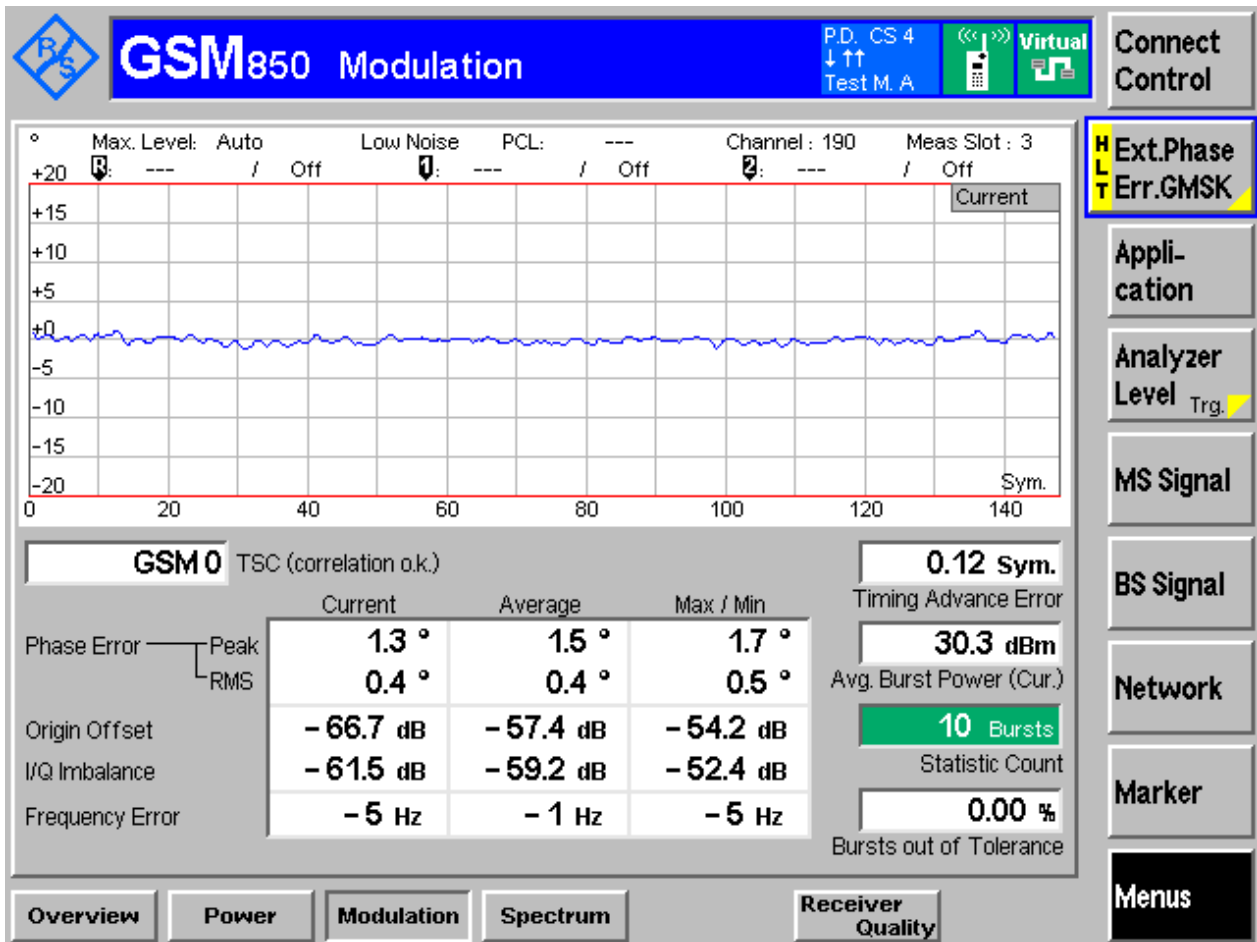 R/S
GSM850 Modulation
P.D. CS 4
Test M. A
Virtual
Connect
Control
° Max. Level: Auto Low Noise PCL: --- Channel : 190 Meas Slot : 3
R: --- / Off 1: --- / Off 2: --- / Off
Current
+20
+15
+10
+5
±0
-5
-10
-15
-20
Sym.
0 20 40 60 80 100 120 140
HLT
Ext.Phase
Err.GMSK
Appli-
cation
Analyzer
Level Trg.
MS Signal
BS Signal
Network
Marker
Menus
GSM 0 TSC (correlation o.k.)
Current Average Max / Min
Phase Error Peak 1.3 ° 1.5 ° 1.7 °
RMS 0.4 ° 0.4 ° 0.5 °
Origin Offset - 66.7 dB - 57.4 dB - 54.2 dB
I/Q Imbalance - 61.5 dB - 59.2 dB - 52.4 dB
Frequency Error - 5 Hz - 1 Hz - 5 Hz
0.12 Sym.
Timing Advance Error
30.3 dBm
Avg. Burst Power (Cur.)
10 Bursts
Statistic Count
0.00 %
Bursts out of Tolerance
Overview Power Modulation Spectrum Receiver
Quality